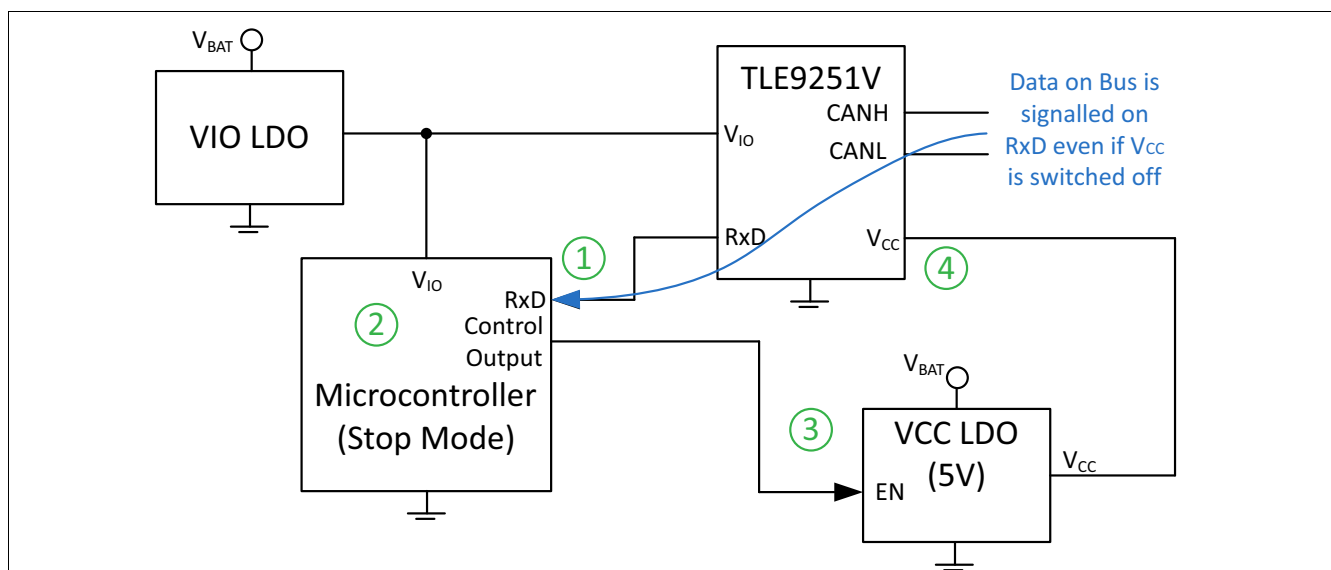 VBAT
VIO LDO
TLE9251V
CANH
CANL
VIO
RxD
VCC
Data on Bus is
signalled on
RxD even if VCC
is switched off
1
2
3
4
VIO
RxD
Control
Output
Microcontroller
(Stop Mode)
VBAT
VCC LDO
(5V)
EN
VCC